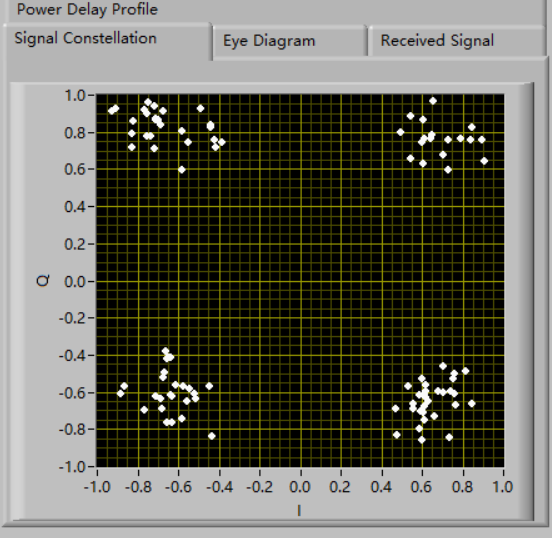 Power Delay Profile
Signal Constellation
Eye Diagram
Received Signal
1.0
0.8
0.6
0.4
0.2
0.0
-0.2
-0.4
-0.6
-0.8
-1.0
Q
-1.0 -0.8 -0.6 -0.4 -0.2 0.0 0.2 0.4 0.6 0.8 1.0
I